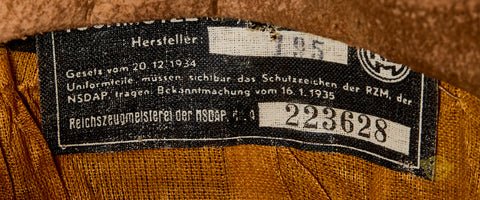 Hersteller: 195
Gesetz vom 20.12.1934
Uniformteile müssen sichtbar das Schutzzeichen der RZM, der
NSDAP. tragen. Bekanntmachung vom 16.1.1935
Reichszeugmeisterei der NSDAP. 223628